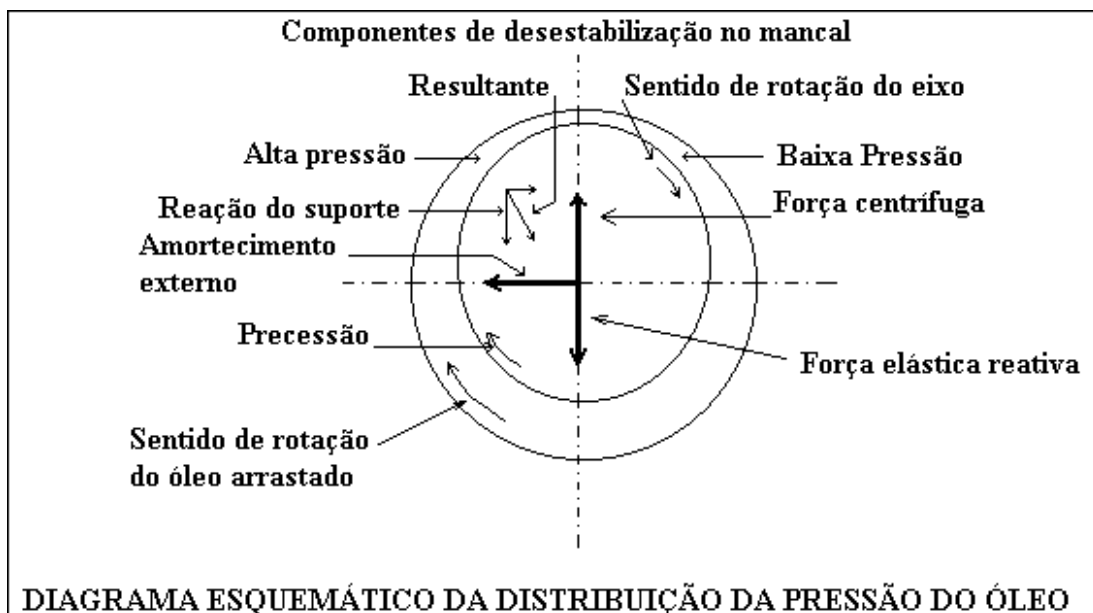 Componentes de desestabilização no mancal
Resultante
Sentido de rotação do eixo
Alta pressão
Baixa Pressão
Reação do suporte
Força centrífuga
Amortecimento
externo
Precessão
Força elástica reativa
Sentido de rotação
do óleo arrastado
DIAGRAMA ESQUEMÁTICO DA DISTRIBUIÇÃO DA PRESSÃO DO ÓLEO